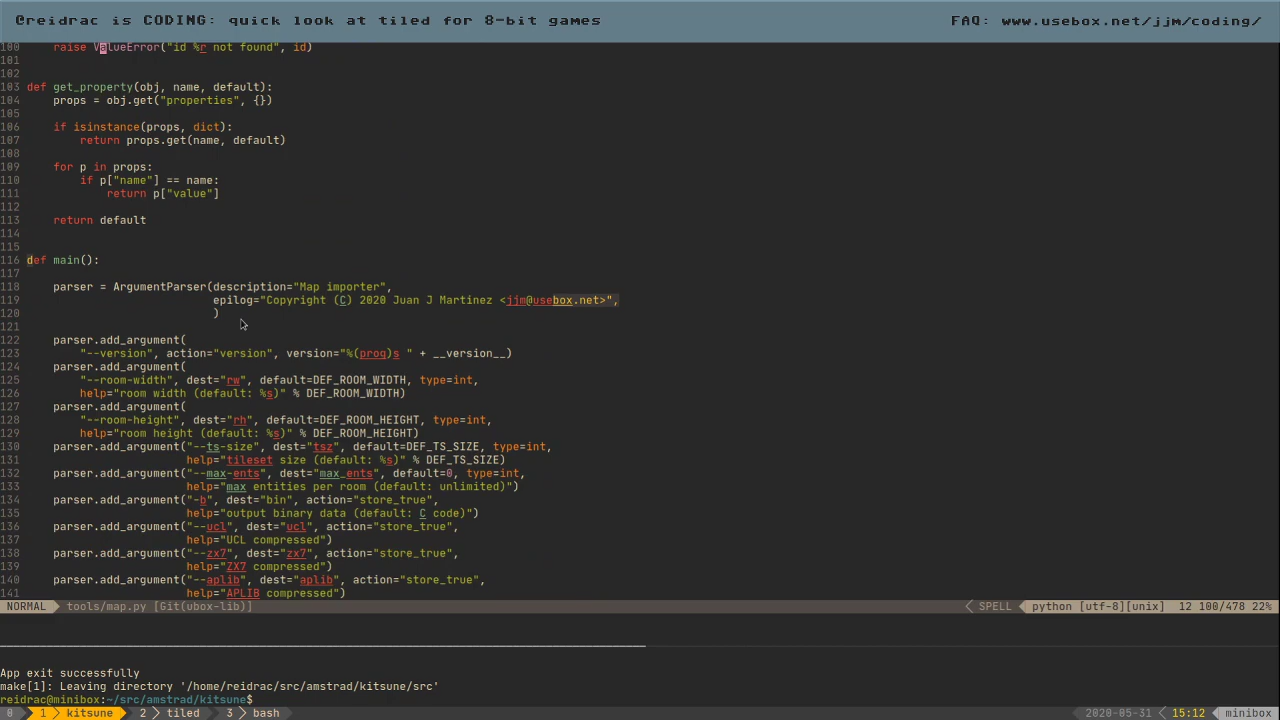 @reidrac is CODING: quick look at tiled for 8-bit games
FAQ: www.usebox.net/jjm/coding/
100     raise ValueError("id %r not found", id)
101
102
103 def get_property(obj, name, default):
104     props = obj.get("properties", {})
105
106     if isinstance(props, dict):
107         return props.get(name, default)
108
109     for p in props:
110         if p["name"] == name:
111             return p["value"]
112
113     return default
114
115
116 def main():
117
118     parser = ArgumentParser(description="Map importer",
119                             epilog="Copyright (C) 2020 Juan J Martinez <jjm@usebox.net>",
120                             )
121
122     parser.add_argument(
123         "--version", action="version", version="%(prog)s " + __version__)
124     parser.add_argument(
125         "--room-width", dest="rw", default=DEF_ROOM_WIDTH, type=int,
126         help="room width (default: %s)" % DEF_ROOM_WIDTH)
127     parser.add_argument(
128         "--room-height", dest="rh", default=DEF_ROOM_HEIGHT, type=int,
129         help="room height (default: %s)" % DEF_ROOM_HEIGHT)
130     parser.add_argument("--ts-size", dest="tsz", default=DEF_TS_SIZE, type=int,
131                         help="tileset size (default: %s)" % DEF_TS_SIZE)
132     parser.add_argument("--max-ents", dest="max_ents", default=0, type=int,
133                         help="max entities per room (default: unlimited)")
134     parser.add_argument("-b", dest="bin", action="store_true",
135                         help="output binary data (default: C code)")
136     parser.add_argument("--ucl", dest="ucl", action="store_true",
137                         help="UCL compressed")
138     parser.add_argument("--zx7", dest="zx7", action="store_true",
139                         help="ZX7 compressed")
140     parser.add_argument("--aplib", dest="aplib", action="store_true",
141                         help="APLIB compressed")
NORMAL tools/map.py [Git(ubox-lib)] SPELL python [utf-8][unix] 12 100/478 22%
App exit successfully
make[1]: Leaving directory '/home/reidrac/src/amstrad/kitsune/src'
reidrac@minibox:~/src/amstrad/kitsune$
0 1 kitsune 2 tiled 3 bash 2020-05-31 15:12 minibox